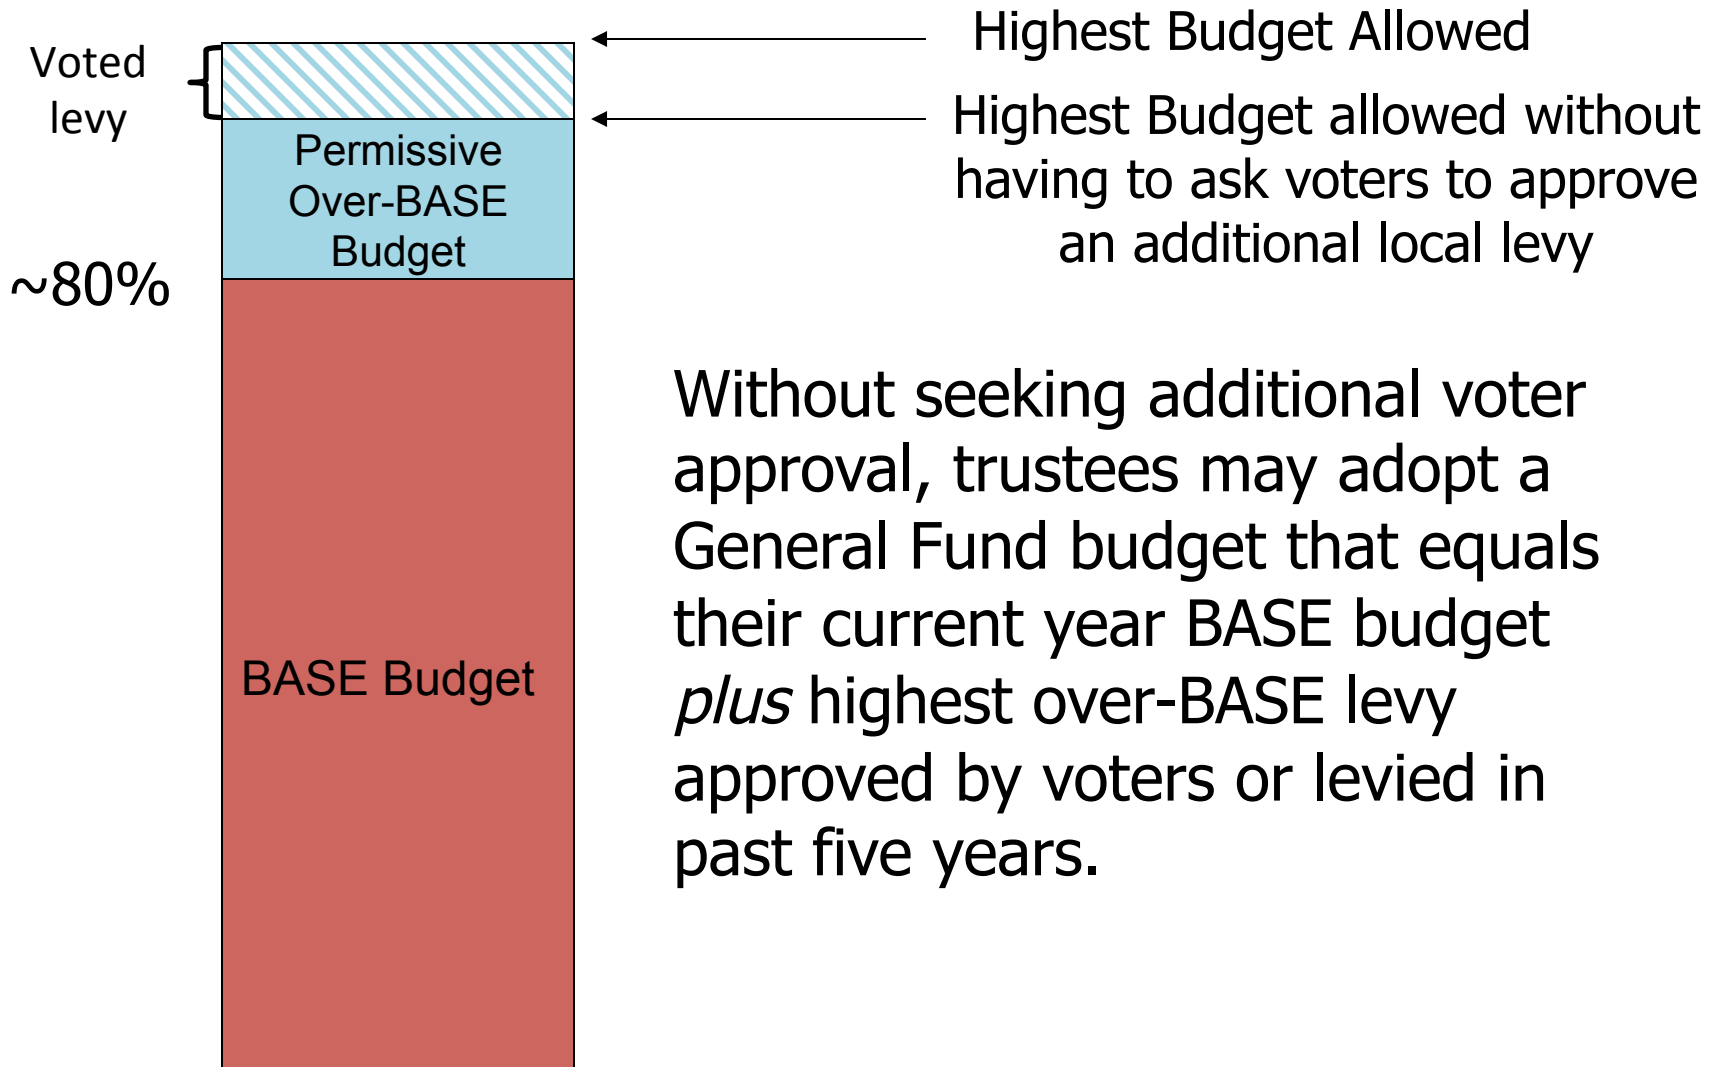 Voted
levy
~80%
Permissive
Over-BASE
Budget
BASE Budget
Highest Budget Allowed
Highest Budget allowed without
having to ask voters to approve
an additional local levy
Without seeking additional voter
approval, trustees may adopt a
General Fund budget that equals
their current year BASE budget
plus highest over-BASE levy
approved by voters or levied in
past five years.